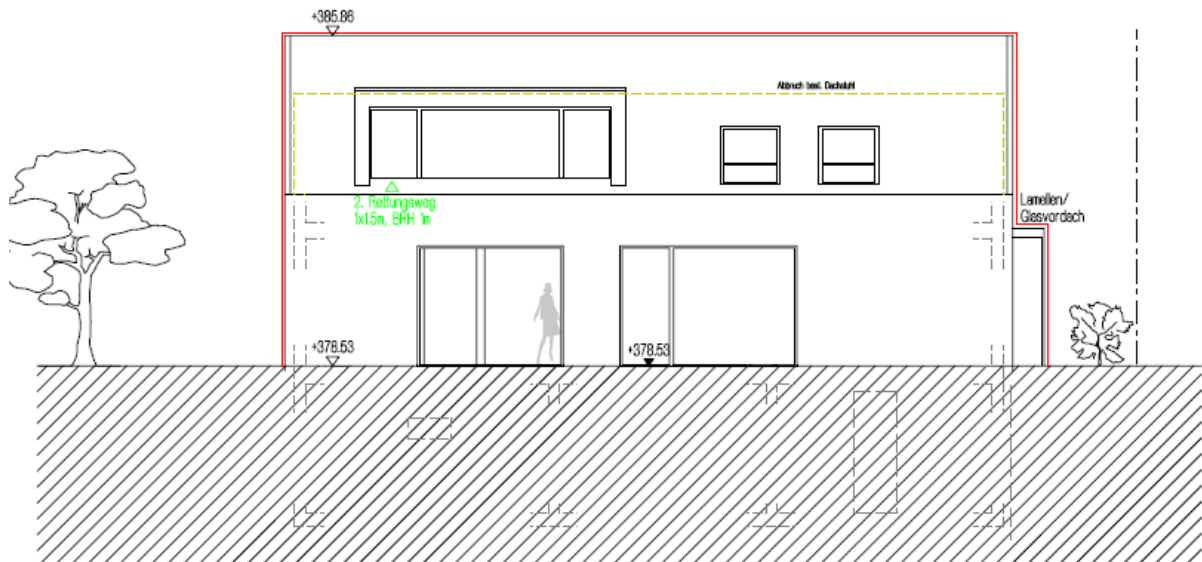 +385.86
Abbruch best. Dachstuhl
2. Rettungsweg
1x1.5m, BRH 1m
Lamellen/
Glasvordach
+378.53
+378.53